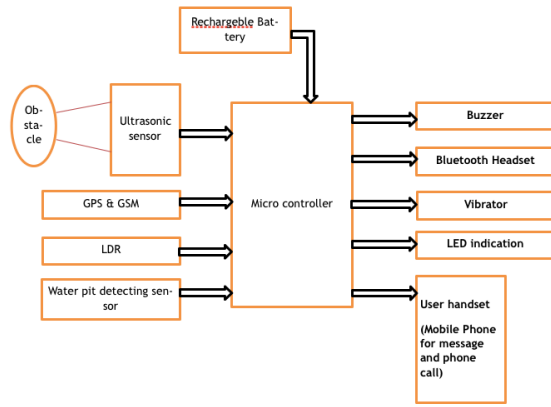 Rechargeble Bat-
tery
Ob-
sta-
cle
Ultrasonic
sensor
GPS & GSM
LDR
Water pit detecting sen-
sor
Micro controller
Buzzer
Bluetooth Headset
Vibrator
LED indication
User handset
(Mobile Phone
for message
and phone
call)